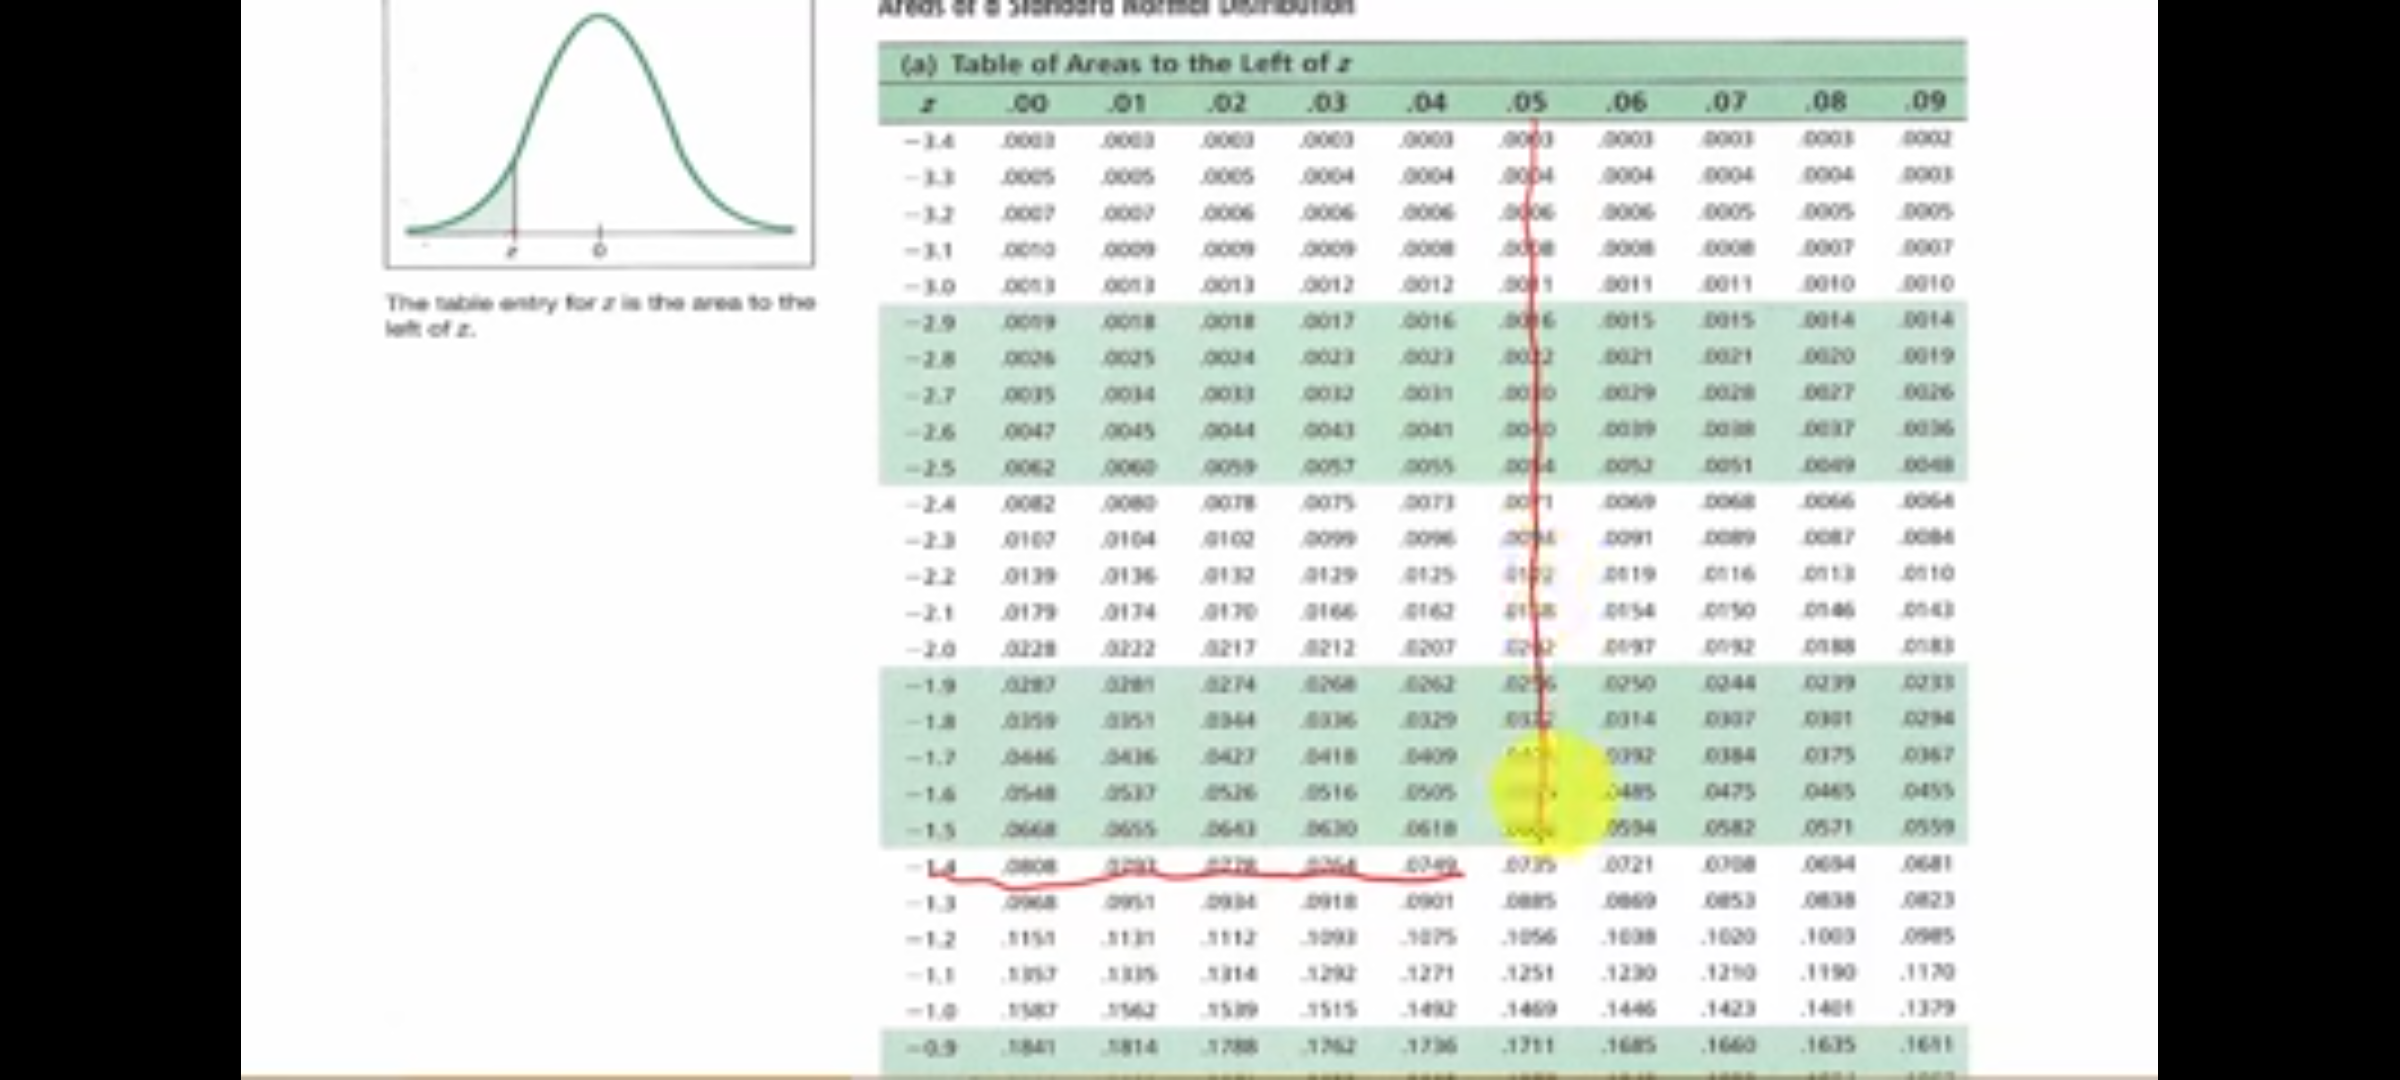 Areas of a Standard Normal Distribution
(a) Table of Areas to the Left of z
z .00 .01 .02 .03 .04 .05 .06 .07 .08 .09
−3.4 .0003 .0003 .0003 .0003 .0003 .0003 .0003 .0003 .0003 .0002
−3.3 .0005 .0005 .0005 .0004 .0004 .0004 .0004 .0004 .0004 .0003
−3.2 .0007 .0007 .0006 .0006 .0006 .0006 .0006 .0005 .0005 .0005
z 0
−3.1 .0010 .0009 .0009 .0009 .0008 .0008 .0008 .0008 .0007 .0007
−3.0 .0013 .0013 .0013 .0012 .0012 .0011 .0011 .0011 .0010 .0010
The table entry for z is the area to the
left of z.
−2.9 .0019 .0018 .0018 .0017 .0016 .0016 .0015 .0015 .0014 .0014
−2.8 .0026 .0025 .0024 .0023 .0023 .0022 .0021 .0021 .0020 .0019
−2.7 .0035 .0034 .0033 .0032 .0031 .0030 .0029 .0028 .0027 .0026
−2.6 .0047 .0045 .0044 .0043 .0041 .0040 .0039 .0038 .0037 .0036
−2.5 .0062 .0060 .0059 .0057 .0055 .0054 .0052 .0051 .0049 .0048
−2.4 .0082 .0080 .0078 .0075 .0073 .0071 .0069 .0068 .0066 .0064
−2.3 .0107 .0104 .0102 .0099 .0096 .0094 .0091 .0089 .0087 .0084
−2.2 .0139 .0136 .0132 .0129 .0125 .0122 .0119 .0116 .0113 .0110
−2.1 .0179 .0174 .0170 .0166 .0162 .0158 .0154 .0150 .0146 .0143
−2.0 .0228 .0222 .0217 .0212 .0207 .0202 .0197 .0192 .0188 .0183
−1.9 .0287 .0281 .0274 .0268 .0262 .0256 .0250 .0244 .0239 .0233
−1.8 .0359 .0351 .0344 .0336 .0329 .0322 .0314 .0307 .0301 .0294
−1.7 .0446 .0436 .0427 .0418 .0409 .0392 .0384 .0375 .0367
−1.6 .0548 .0537 .0526 .0516 .0505 .0485 .0475 .0465 .0455
−1.5 .0668 .0655 .0643 .0630 .0618 .0594 .0582 .0571 .0559
−1.4 .0808 .0793 .0778 .0764 .0749 .0735 .0721 .0708 .0694 .0681
−1.3 .0968 .0951 .0934 .0918 .0901 .0885 .0869 .0853 .0838 .0823
−1.2 .1151 .1131 .1112 .1093 .1075 .1056 .1038 .1020 .1003 .0985
−1.1 .1357 .1335 .1314 .1292 .1271 .1251 .1230 .1210 .1190 .1170
−1.0 .1587 .1562 .1539 .1515 .1492 .1469 .1446 .1423 .1401 .1379
−0.9 .1841 .1814 .1788 .1762 .1736 .1711 .1685 .1660 .1635 .1611